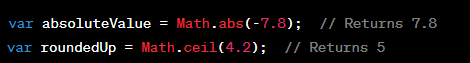 var absoluteValue = Math.abs(-7.8);  // Returns 7.8
var roundedUp = Math.ceil(4.2);  // Returns 5